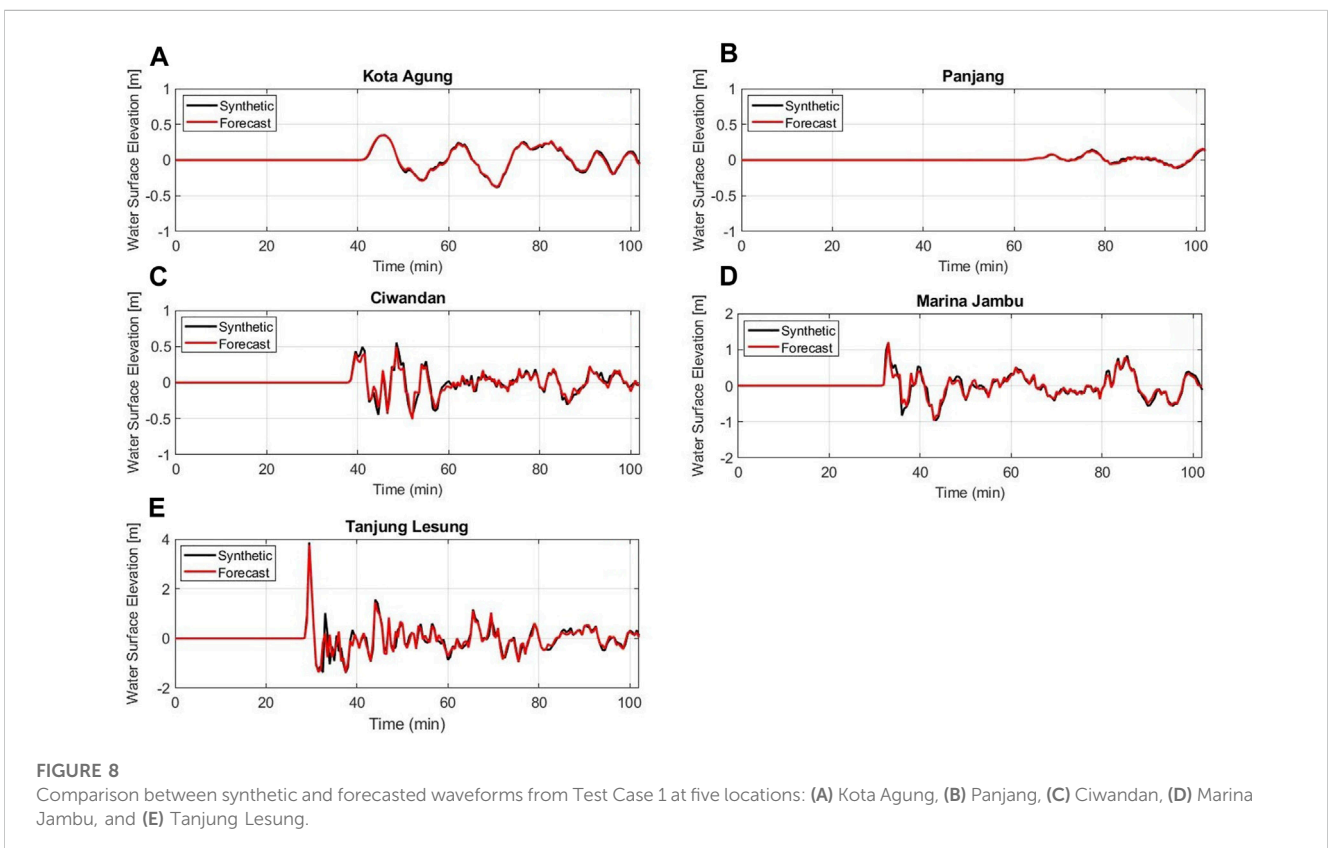 A
Kota Agung
Water Surface Elevation [m]
1
0.5
0
-0.5
-1
Synthetic
Forecast
0 20 40 60 80 100
Time (min)
B
Panjang
Water Surface Elevation [m]
1
0.5
0
-0.5
-1
Synthetic
Forecast
0 20 40 60 80 100
Time (min)
C
Ciwandan
Water Surface Elevation [m]
1
0.5
0
-0.5
-1
Synthetic
Forecast
0 20 40 60 80 100
Time (min)
D
Marina Jambu
Water Surface Elevation [m]
2
1
0
-1
-2
Synthetic
Forecast
0 20 40 60 80 100
Time (min)
E
Tanjung Lesung
Water Surface Elevation [m]
4
2
0
-2
Synthetic
Forecast
0 20 40 60 80 100
Time (min)
FIGURE 8
Comparison between synthetic and forecasted waveforms from Test Case 1 at five locations: (A) Kota Agung, (B) Panjang, (C) Ciwandan, (D) Marina
Jambu, and (E) Tanjung Lesung.